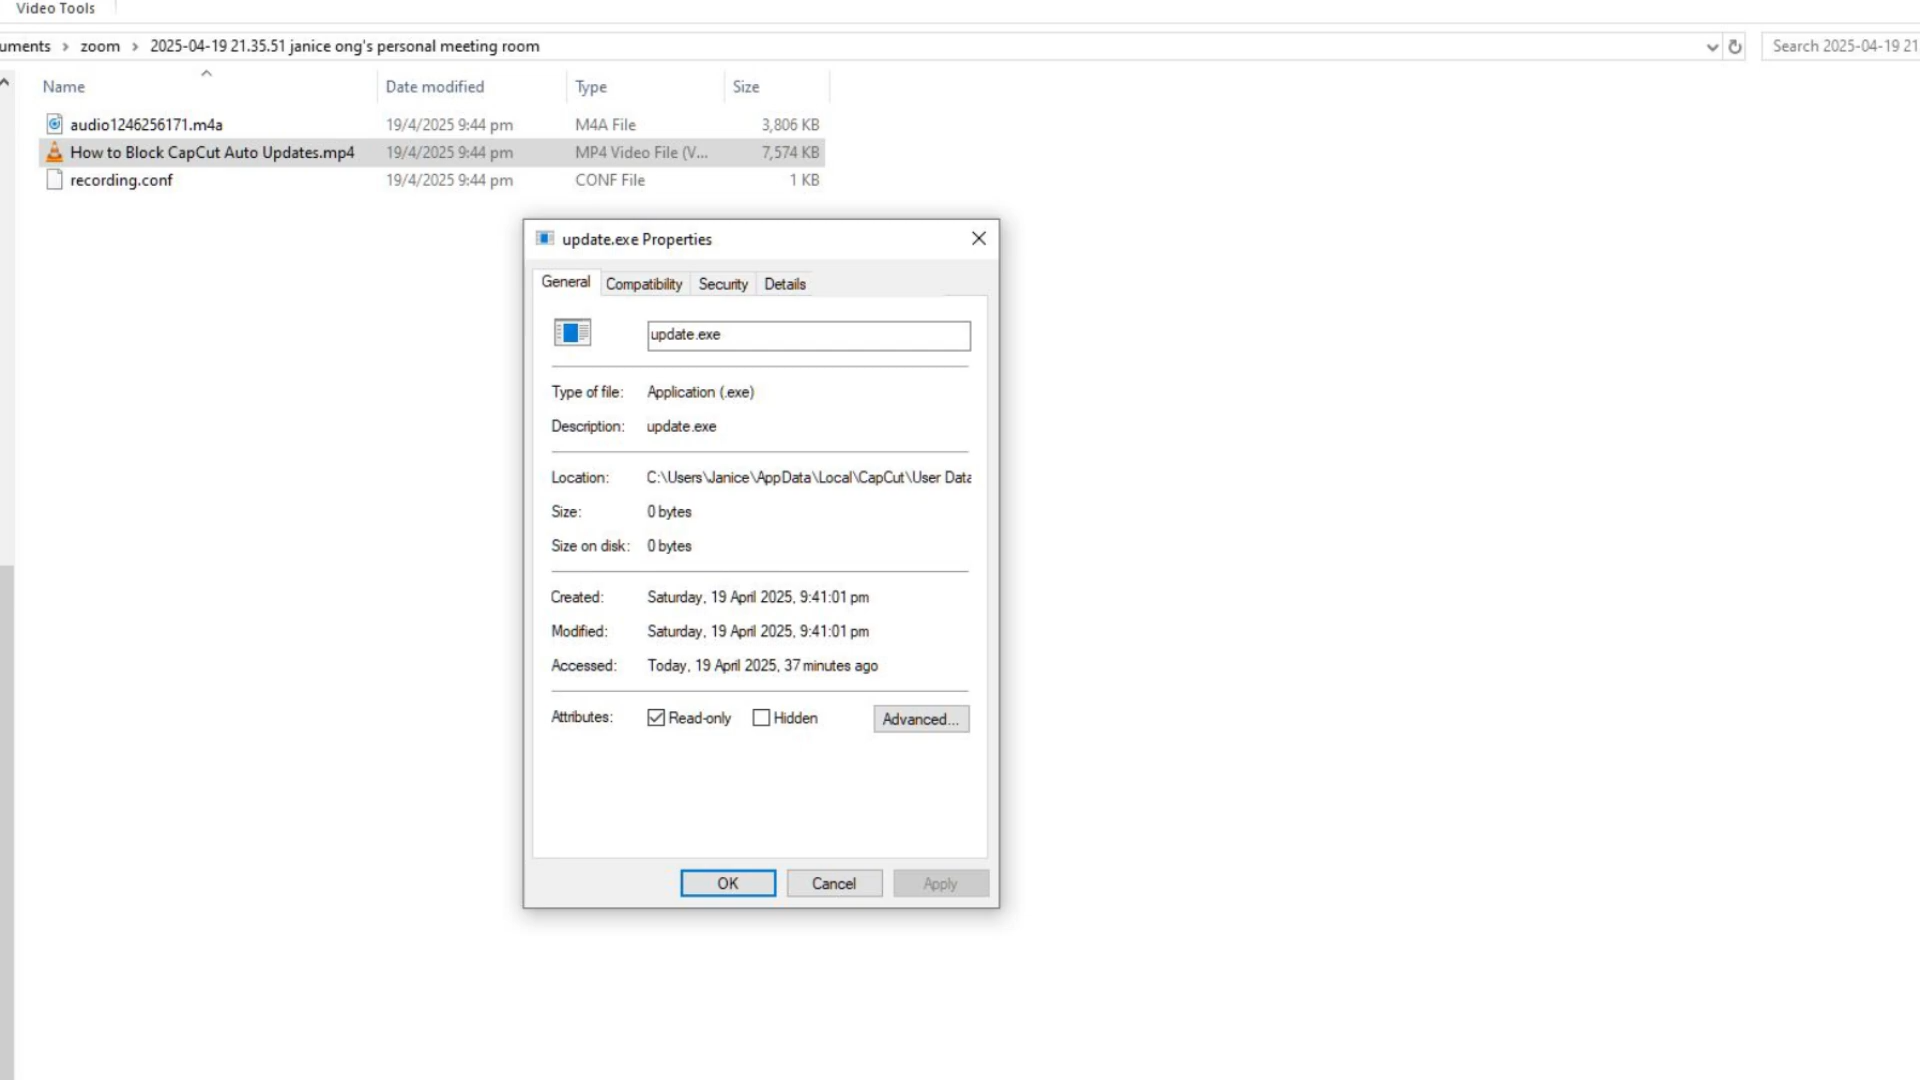 Video Tools
uments > zoom > 2025-04-19 21.35.51 janice ong's personal meeting room
Search 2025-04-19 21
Name Date modified Type Size
audio1246256171.m4a 19/4/2025 9:44 pm M4A File 3,806 KB
How to Block CapCut Auto Updates.mp4 19/4/2025 9:44 pm MP4 Video File (V... 7,574 KB
recording.conf 19/4/2025 9:44 pm CONF File 1 KB
update.exe Properties
General Compatibility Security Details
update.exe
Type of file: Application (.exe)
Description: update.exe
Location: C:\Users\Janice\AppData\Local\CapCut\User Data
Size: 0 bytes
Size on disk: 0 bytes
Created: Saturday, 19 April 2025, 9:41:01 pm
Modified: Saturday, 19 April 2025, 9:41:01 pm
Accessed: Today, 19 April 2025, 37 minutes ago
Attributes: Read-only Hidden Advanced...
OK Cancel Apply